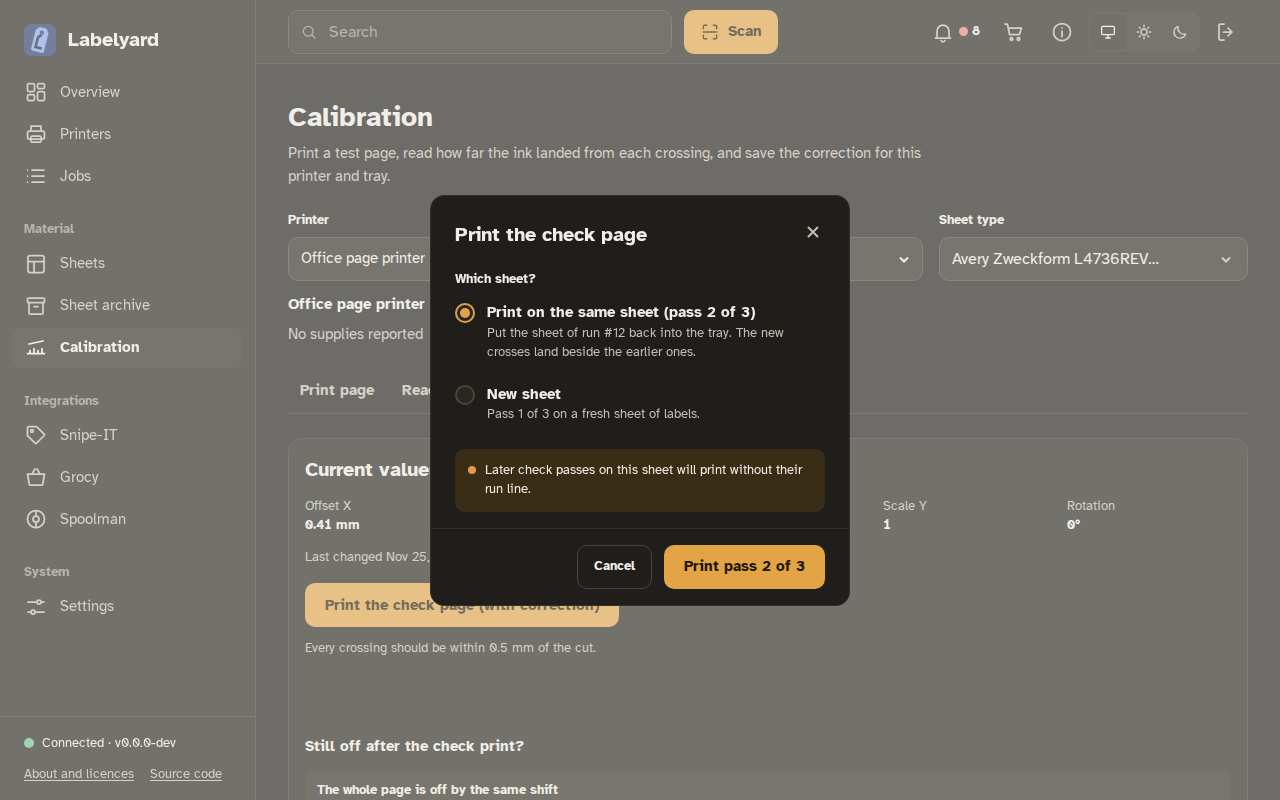 Labelyard
Search
Scan
8
Overview
Printers
Jobs
Material
Sheets
Sheet archive
Calibration
Integrations
Snipe-IT
Grocy
Spoolman
System
Settings
Connected · v0.0.0-dev
About and licences Source code
Calibration
Print a test page, read how far the ink landed from each crossing, and save the correction for this
printer and tray.
Printer
Office page printer
Sheet type
Avery Zweckform L4736REV...
Office page printer
No supplies reported
Print page
Current value
Offset X
0.41 mm
Scale Y
1
Rotation
0°
Last changed Nov 25,
Print the check page (with correction)
Every crossing should be within 0.5 mm of the cut.
Still off after the check print?
The whole page is off by the same shift
Print the check page
Which sheet?
Print on the same sheet (pass 2 of 3)
Put the sheet of run #12 back into the tray. The new
crosses land beside the earlier ones.
New sheet
Pass 1 of 3 on a fresh sheet of labels.
Later check passes on this sheet will print without their
run line.
Cancel
Print pass 2 of 3